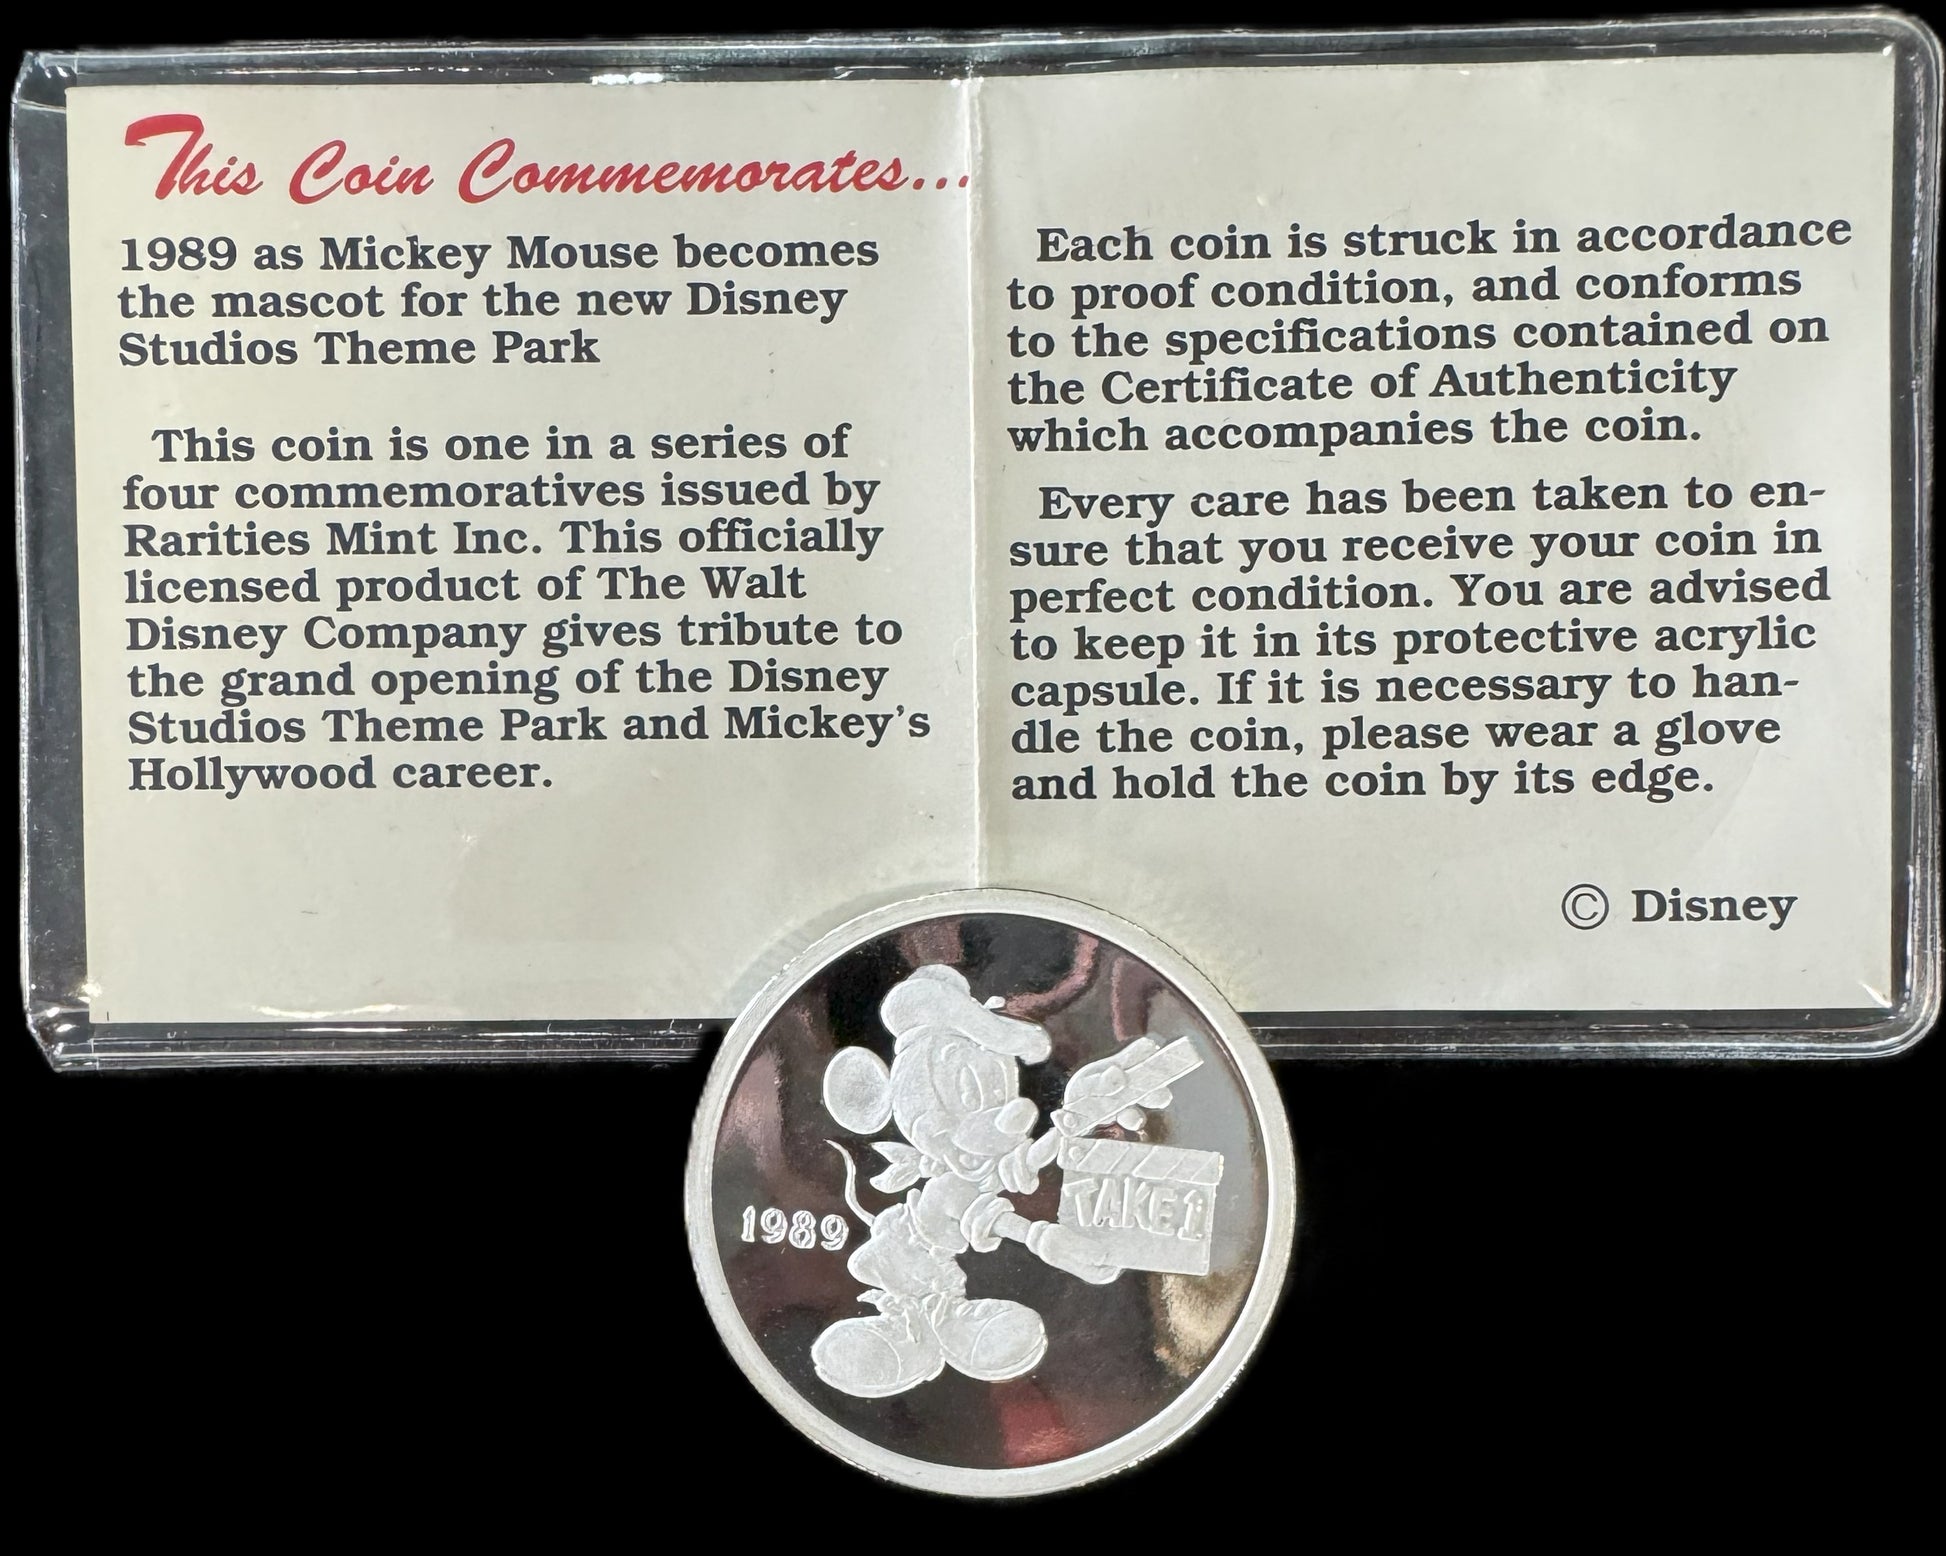 This Coin Commemorates...
1989 as Mickey Mouse becomes
the mascot for the new Disney
Studios Theme Park
This coin is one in a series of
four commemoratives issued by
Rarities Mint Inc. This officially
licensed product of The Walt
Disney Company gives tribute to
the grand opening of the Disney
Studios Theme Park and Mickey's
Hollywood career.
Each coin is struck in accordance
to proof condition, and conforms
to the specifications contained on
the Certificate of Authenticity
which accompanies the coin.
Every care has been taken to en-
sure that you receive your coin in
perfect condition. You are advised
to keep it in its protective acrylic
capsule. If it is necessary to han-
dle the coin, please wear a glove
and hold the coin by its edge.
© Disney
TAKE 1
1989